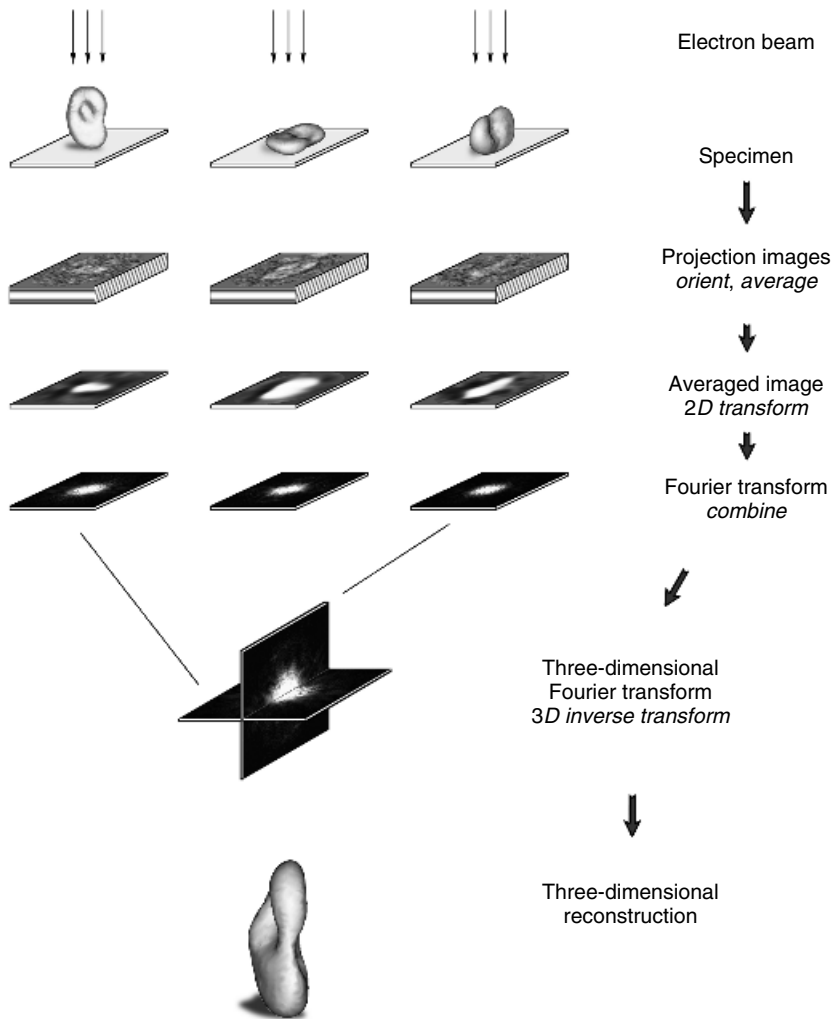 Electron beam
Specimen
Projection images
orient, average
Averaged image
2D transform
Fourier transform
combine
Three-dimensional
Fourier transform
3D inverse transform
Three-dimensional
reconstruction